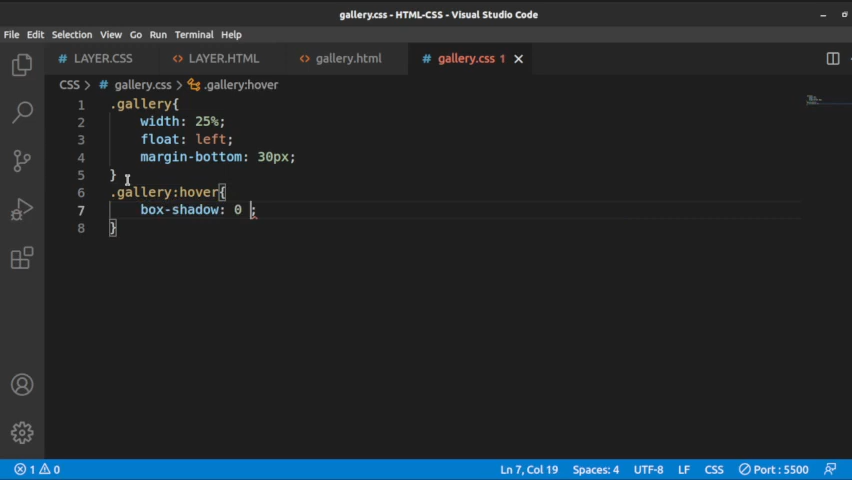 gallery.css - HTML-CSS - Visual Studio Code
File Edit Selection View Go Run Terminal Help
# LAYER.CSS <> LAYER.HTML <> gallery.html # gallery.css 1
CSS > # gallery.css > .gallery:hover
1 .gallery{
2 width: 25%;
3 float: left;
4 margin-bottom: 30px;
5 }
6 .gallery:hover{
7 box-shadow: 0 ;
8 }
1 0 Ln 7, Col 19 Spaces: 4 UTF-8 LF CSS Port : 5500